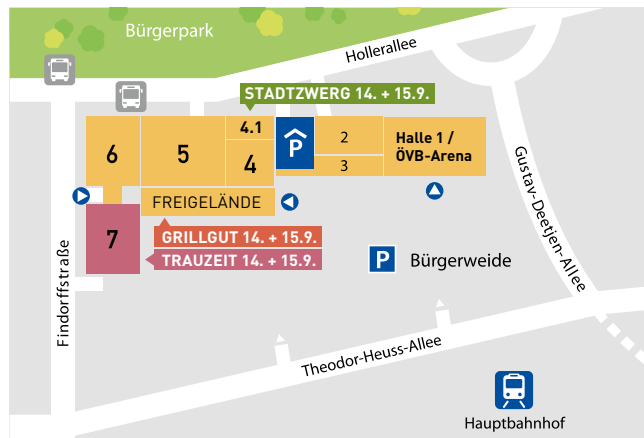 Bürgerpark
Hollerallee
STADTZWERG 14. + 15.9.
6
5
4.1
4
P
2
3
Halle 1 /
ÖVB-Arena
FREIGELÄNDE
7
GRILLGUT 14. + 15.9.
TRAUZEIT 14. + 15.9.
P
Bürgerweide
Gustav-Deetjen-Allee
Findorffstraße
Theodor-Heuss-Allee
Hauptbahnhof